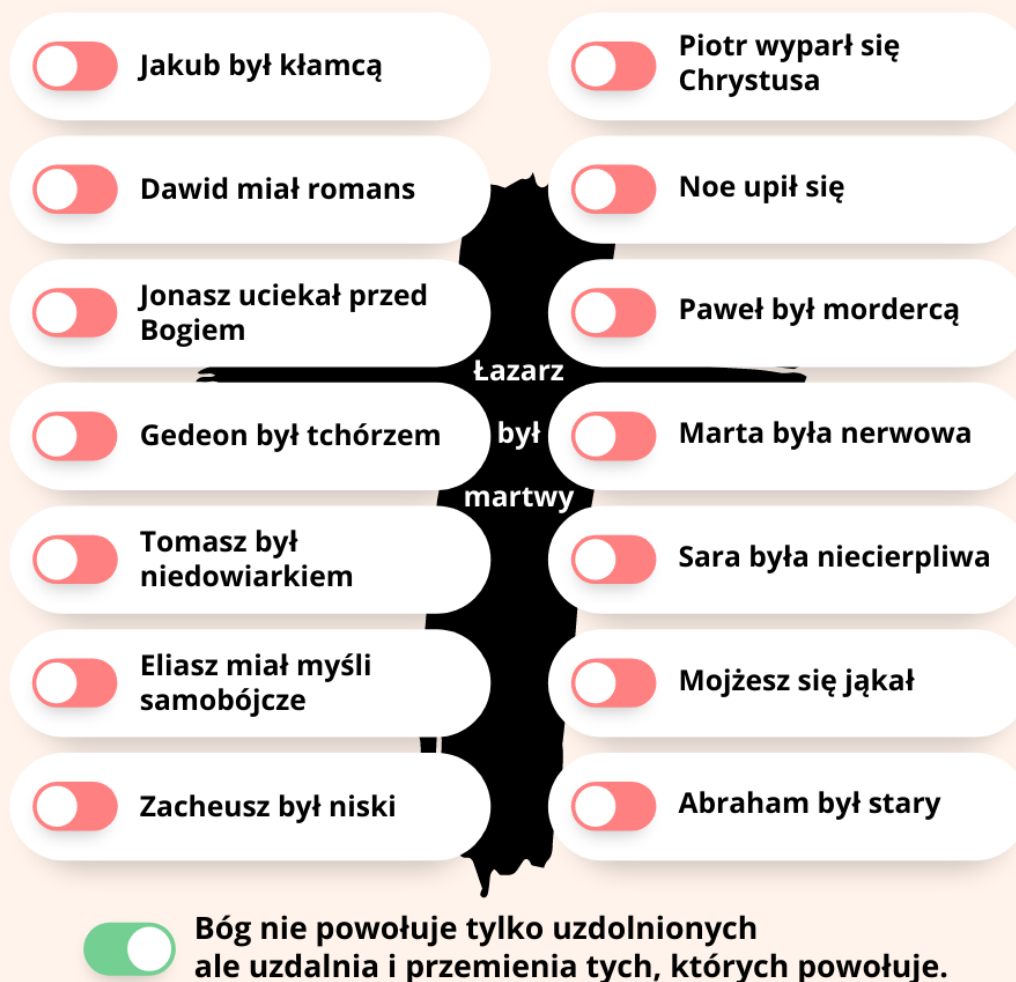 Jakub był kłamcą
Dawid miał romans
Jonasz uciekał przed
Bogiem
Gedeon był tchórzem
Tomasz był
niedowiarkiem
Eliasz miał myśli
samobójcze
Zacheusz był niski
Łazarz
był
martwy
Piotr wyparł się
Chrystusa
Noe upił się
Paweł był mordercą
Marta była nerwowa
Sara była niecierpliwa
Mojżesz się jąkał
Abraham był stary
Bóg nie powołuje tylko uzdolnionych
ale uzdalnia i przemienia tych, których powołuje.